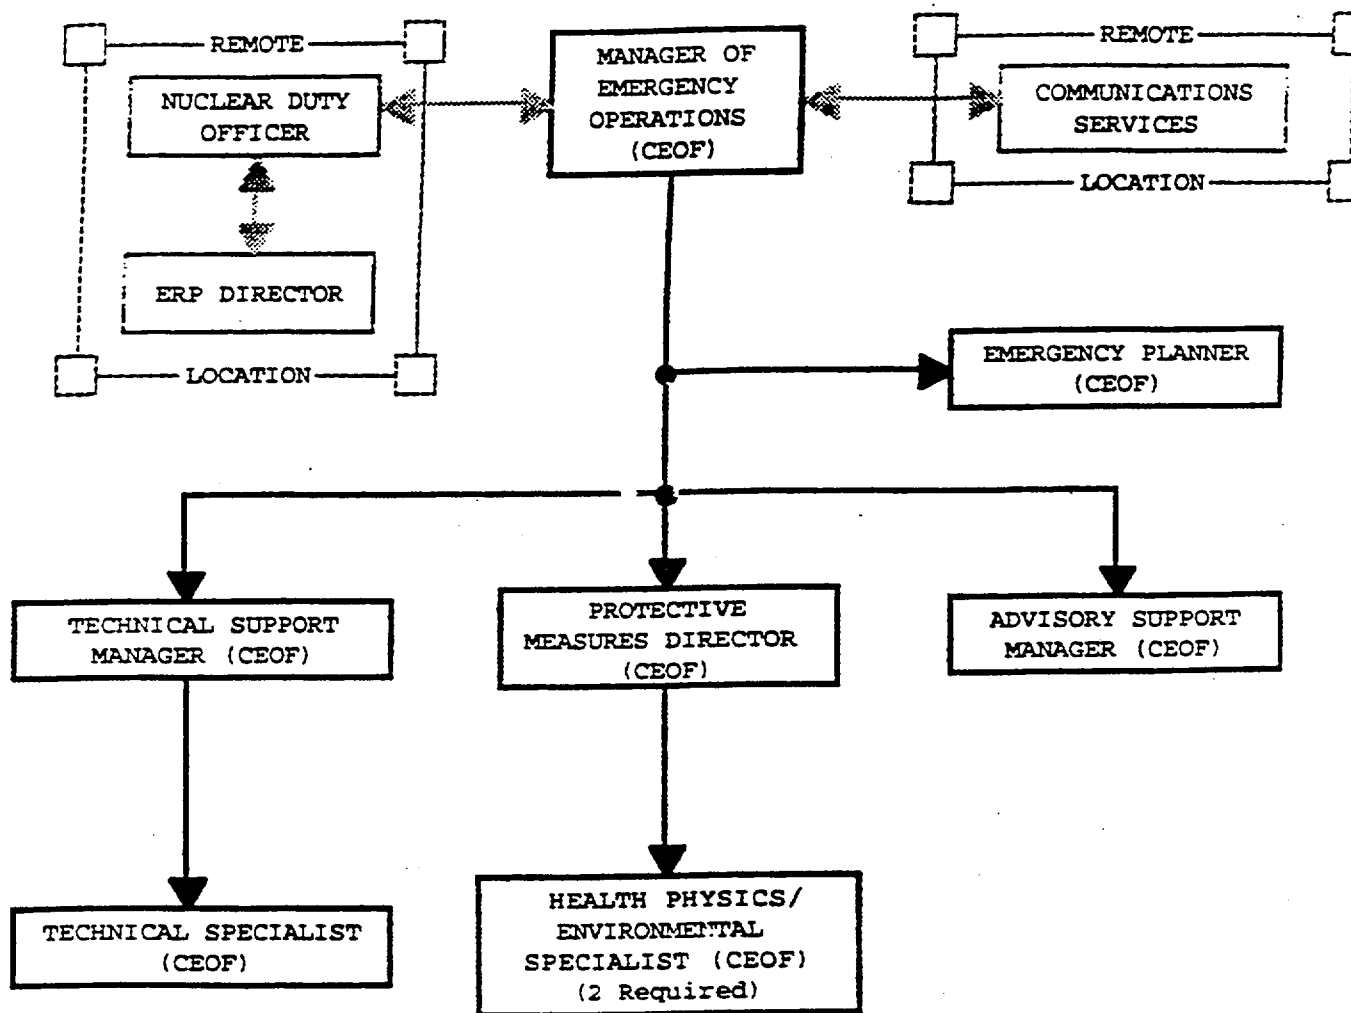 REMOTE
NUCLEAR DUTY
OFFICER
ERP DIRECTOR
LOCATION
MANAGER OF
EMERGENCY
OPERATIONS
(CEOF)
REMOTE
COMMUNICATIONS
SERVICES
LOCATION
EMERGENCY PLANNER
(CEOF)
TECHNICAL SUPPORT
MANAGER (CEOF)
PROTECTIVE
MEASURES DIRECTOR
(CEOF)
ADVISORY SUPPORT
MANAGER (CEOF)
TECHNICAL SPECIALIST
(CEOF)
HEALTH PHYSICS/
ENVIRONMENTAL
SPECIALIST (CEOF)
(2 Required)